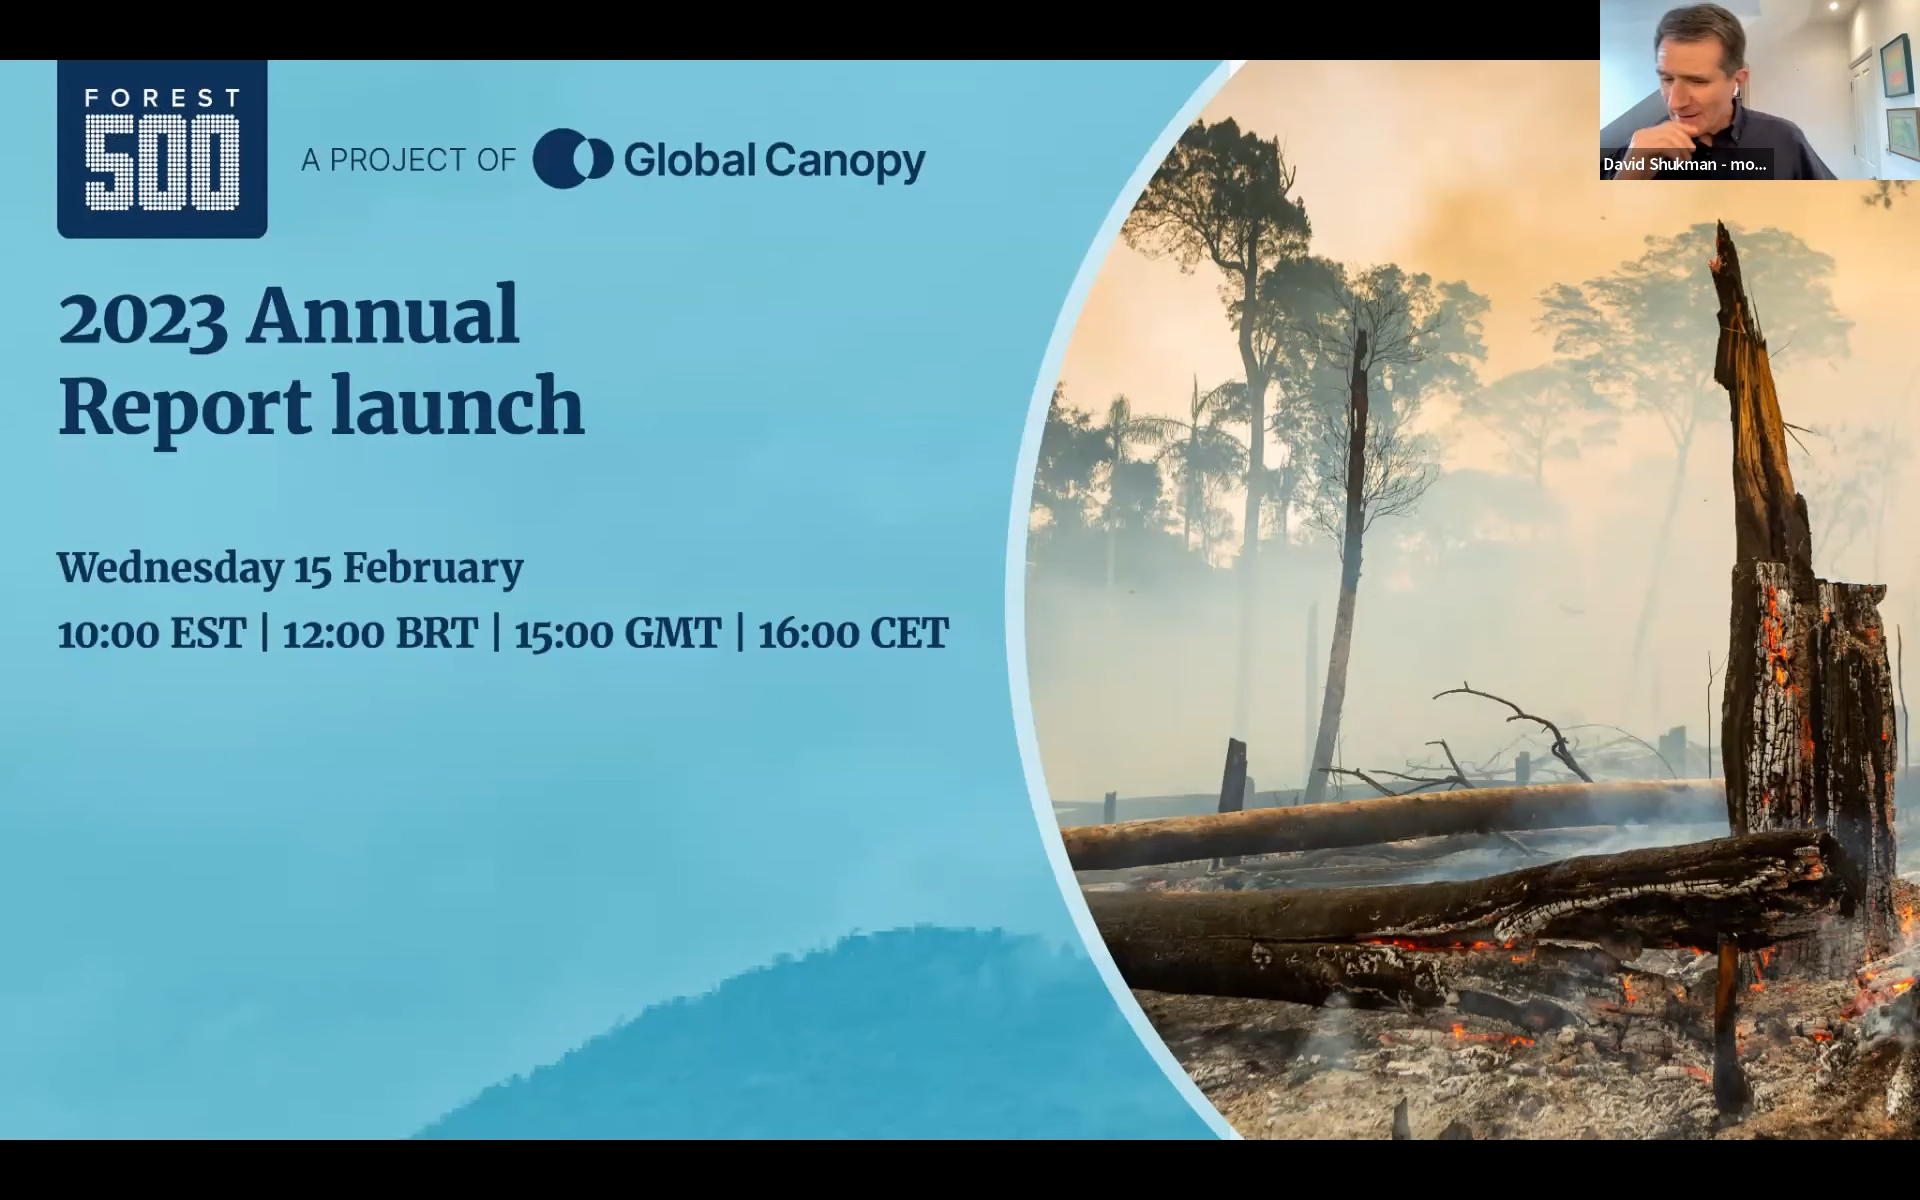 FOREST
500
A PROJECT OF Global Canopy
David Shukman - mo...
2023 Annual
Report launch
Wednesday 15 February
10:00 EST | 12:00 BRT | 15:00 GMT | 16:00 CET